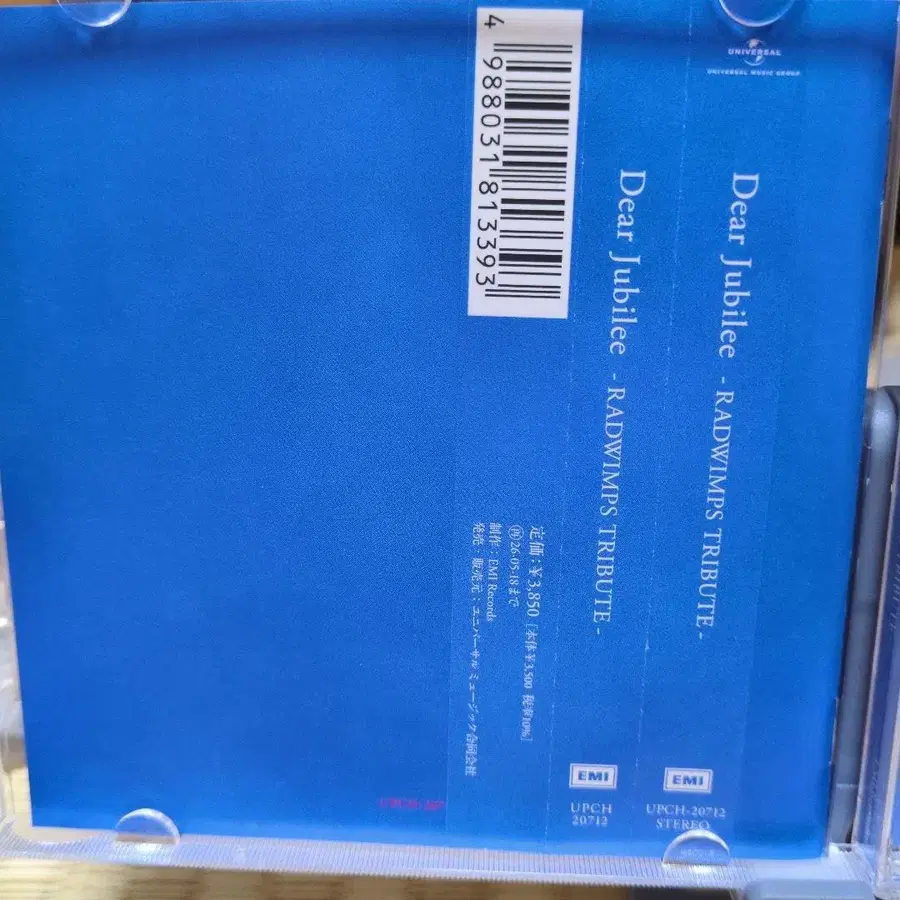 UNIVERSAL
UNIVERSAL MUSIC GROUP
Dear Jubilee - RADWIMPS TRIBUTE -
EMI
UPCH-20712
STEREO
Dear Jubilee - RADWIMPS TRIBUTE -
EMI
UPCH
20712
4 988031 813393
定価:¥3,850 [本体¥3,500 税率10%]
Ⓟ26・05・18まで
制作:EMI Records
発売・販売元:ユニバーサル ミュージック合同会社